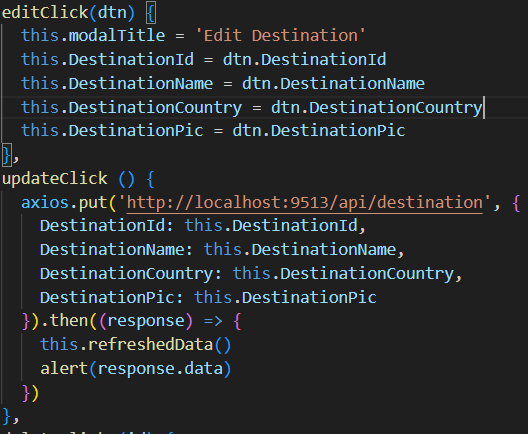 editClick(dtn) {
this.modalTitle = 'Edit Destination'
this.DestinationId = dtn.DestinationId
this.DestinationName = dtn.DestinationName
this.DestinationCountry = dtn.DestinationCountry
this.DestinationPic = dtn.DestinationPic
},
updateClick () {
axios.put('http://localhost:9513/api/destination', {
DestinationId: this.DestinationId,
DestinationName: this.DestinationName,
DestinationCountry: this.DestinationCountry,
DestinationPic: this.DestinationPic
}).then((response) => {
this.refreshedData()
alert(response.data)
})
},